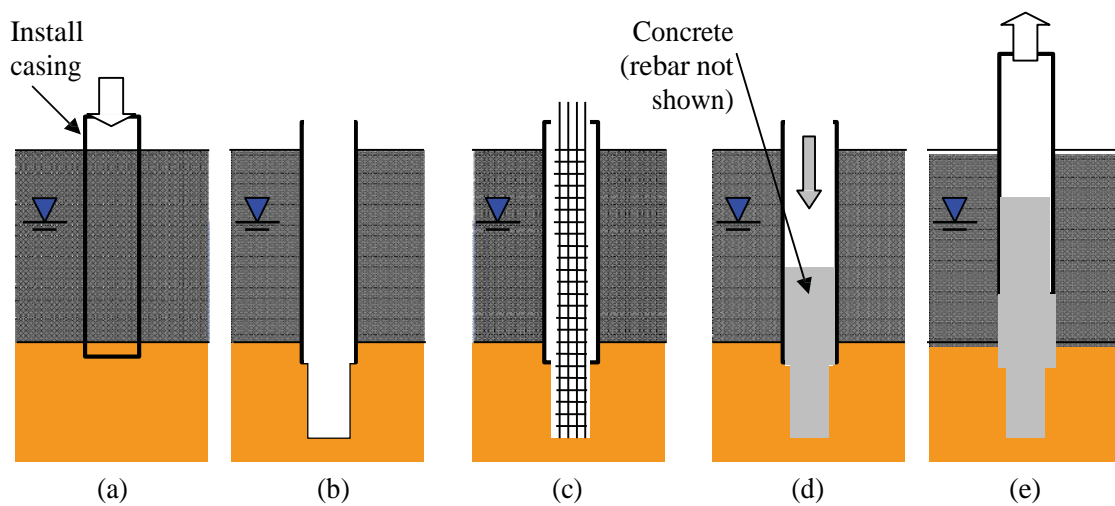 Install
casing
Concrete
(rebar not
shown)
(a)
(b)
(c)
(d)
(e)